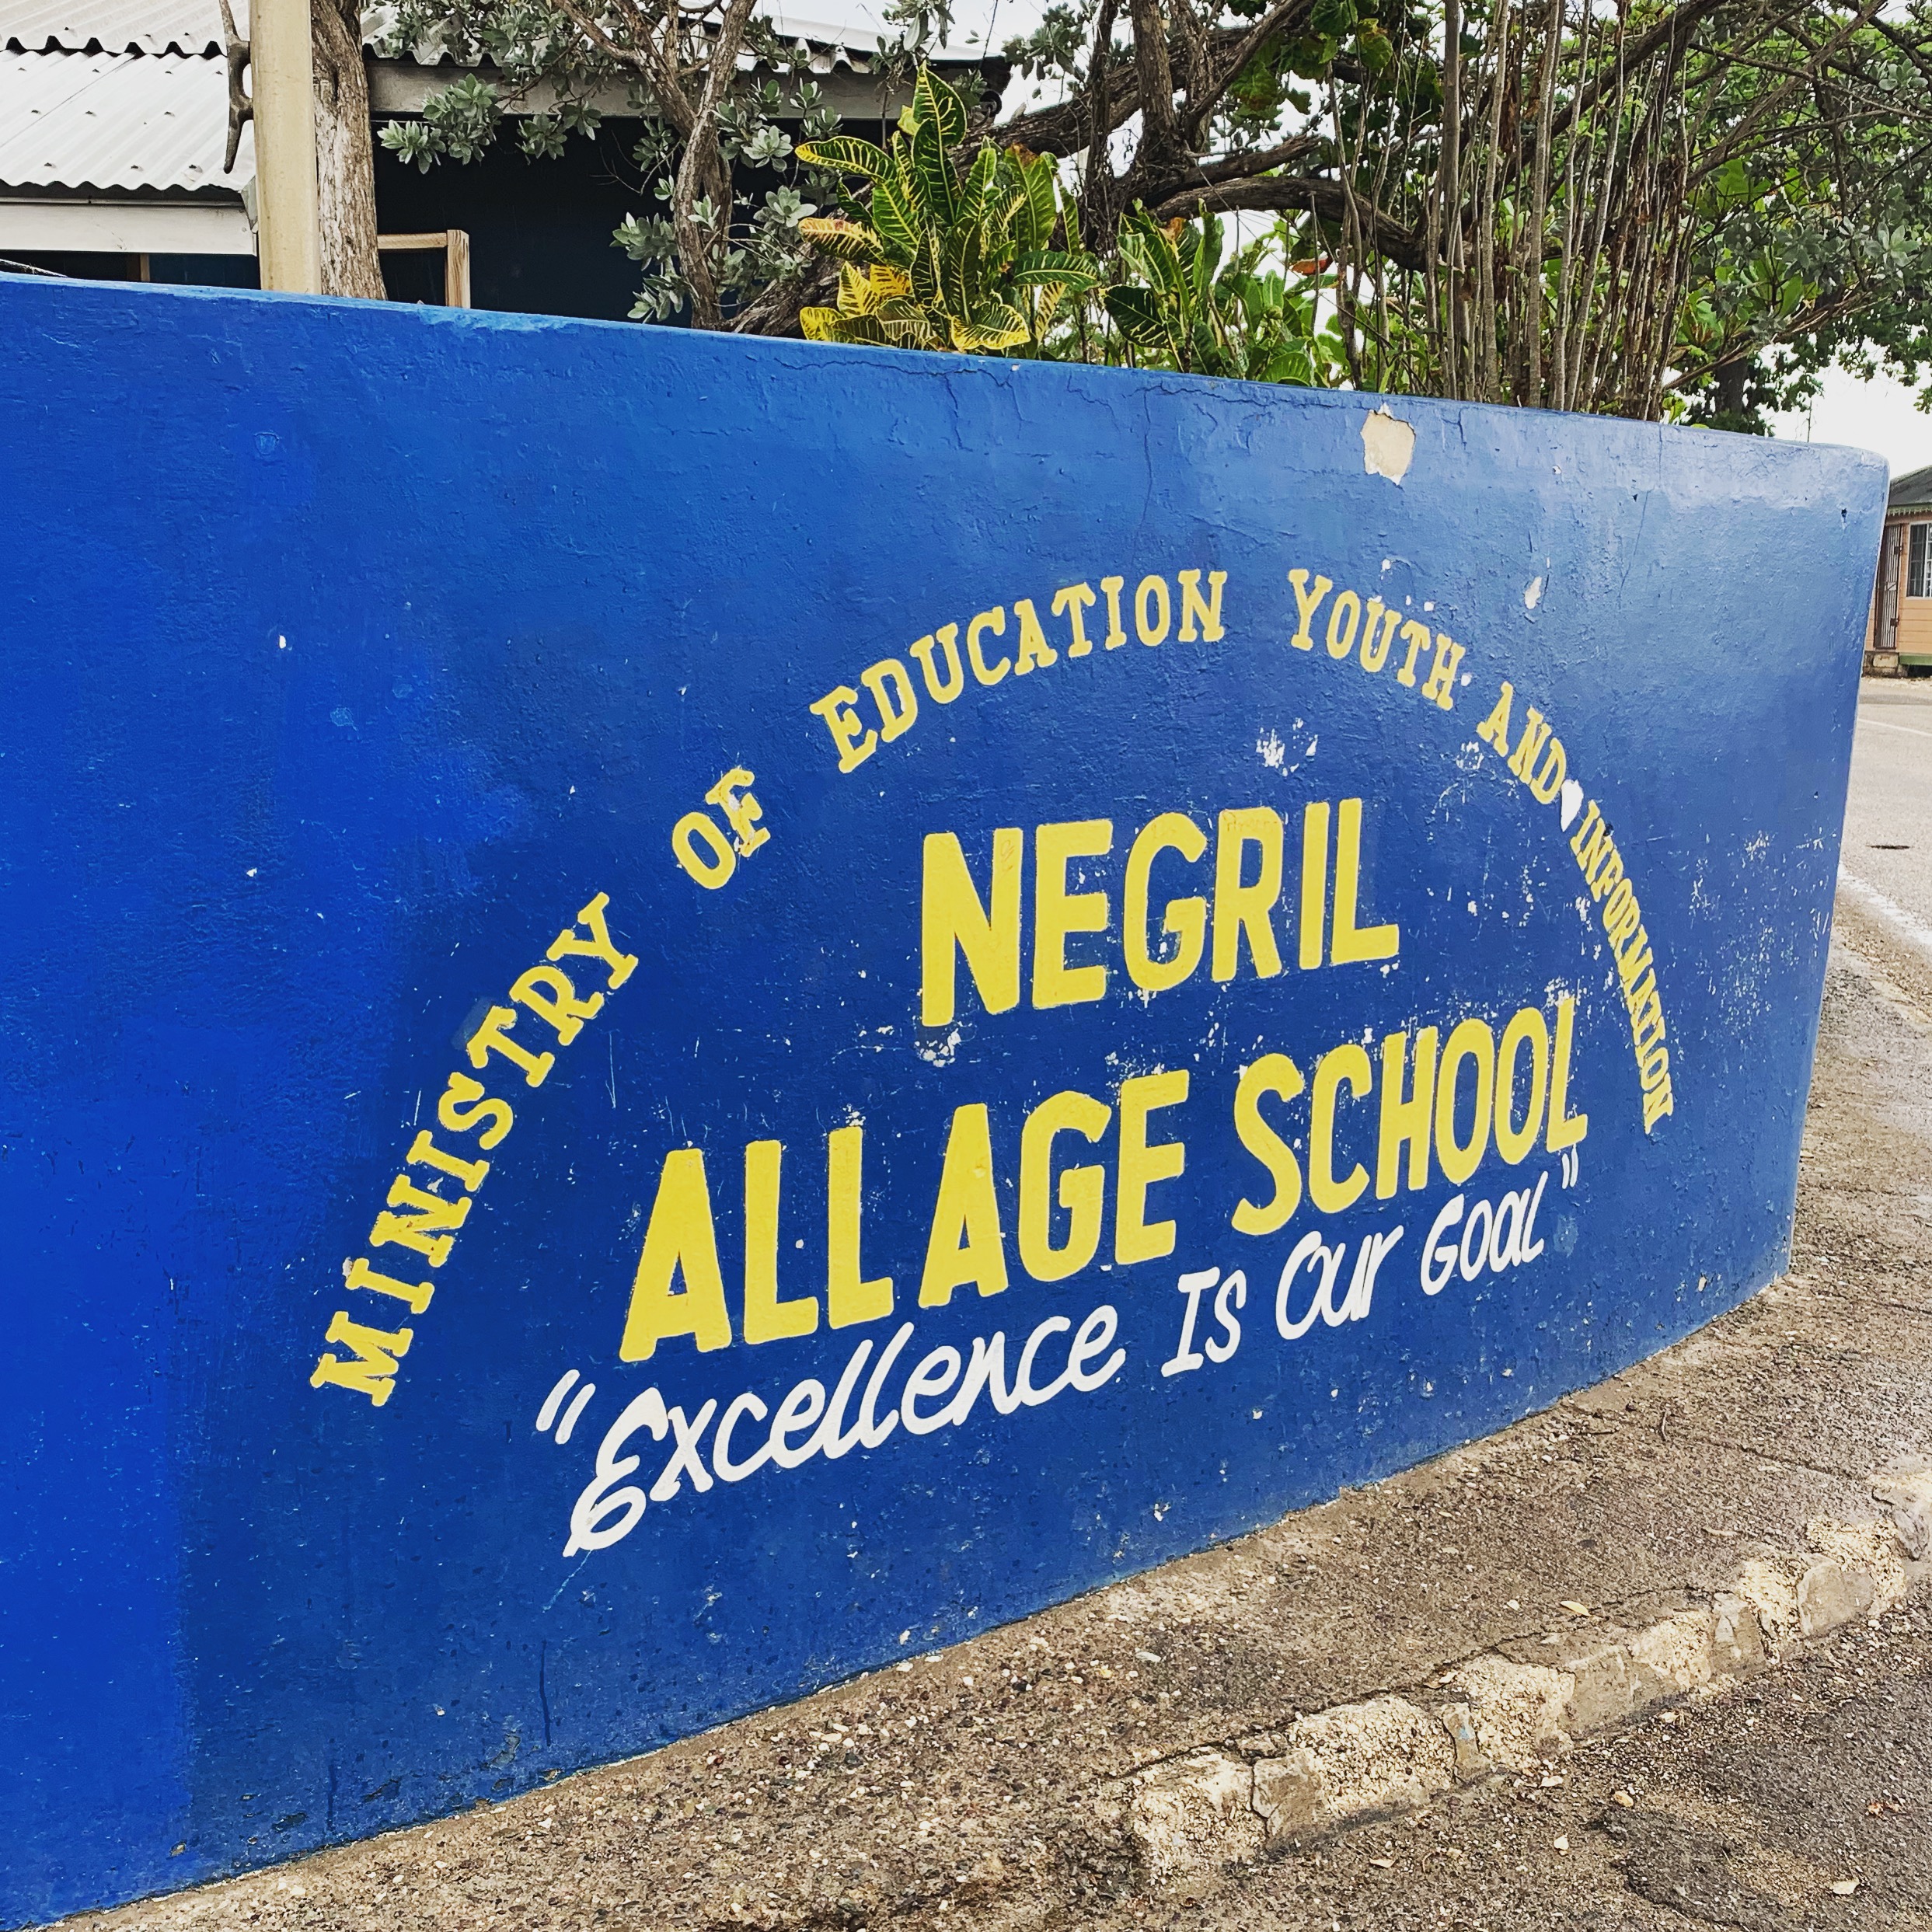 MINISTRY OF EDUCATION YOUTH AND INFORMATION
NEGRIL
ALL AGE SCHOOL
"Excellence Is Our Goal"